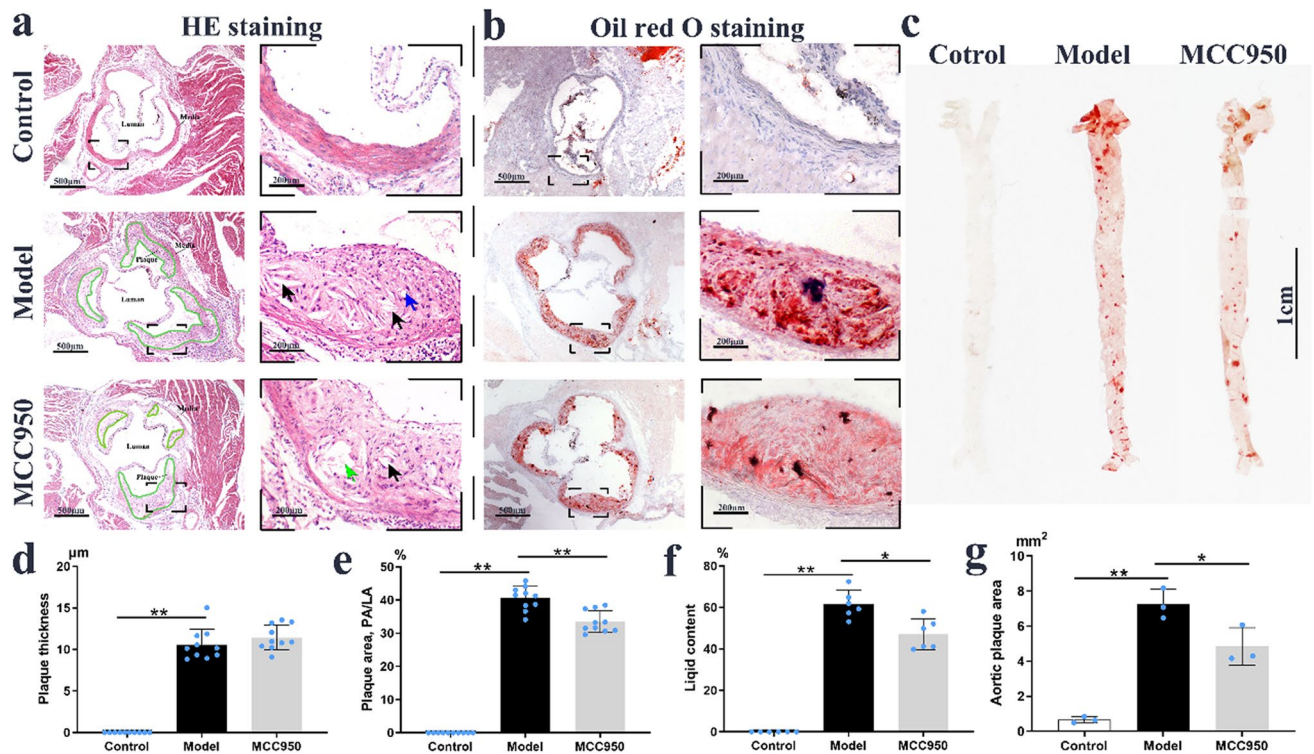 a HE staining b Oil red O staining c
Cotrol Model MCC950
Control
Luman Media
500μm
200μm
500μm
200μm
Model
Plaque Media
Luman
500μm
200μm
500μm
200μm
1cm
MCC950
Media
Luman
Plaque
500μm
200μm
500μm
200μm
d
μm
20
15
10
5
0
Plaque thickness
**
Control Model MCC950
e
%
50
40
30
20
10
0
Plaque area, PA/LA
** **
Control Model MCC950
f
%
80
60
40
20
0
Liqid content
** *
Control Model MCC950
g
mm²
10
8
6
4
2
0
Aortic plaque area
** *
Control Model MCC950